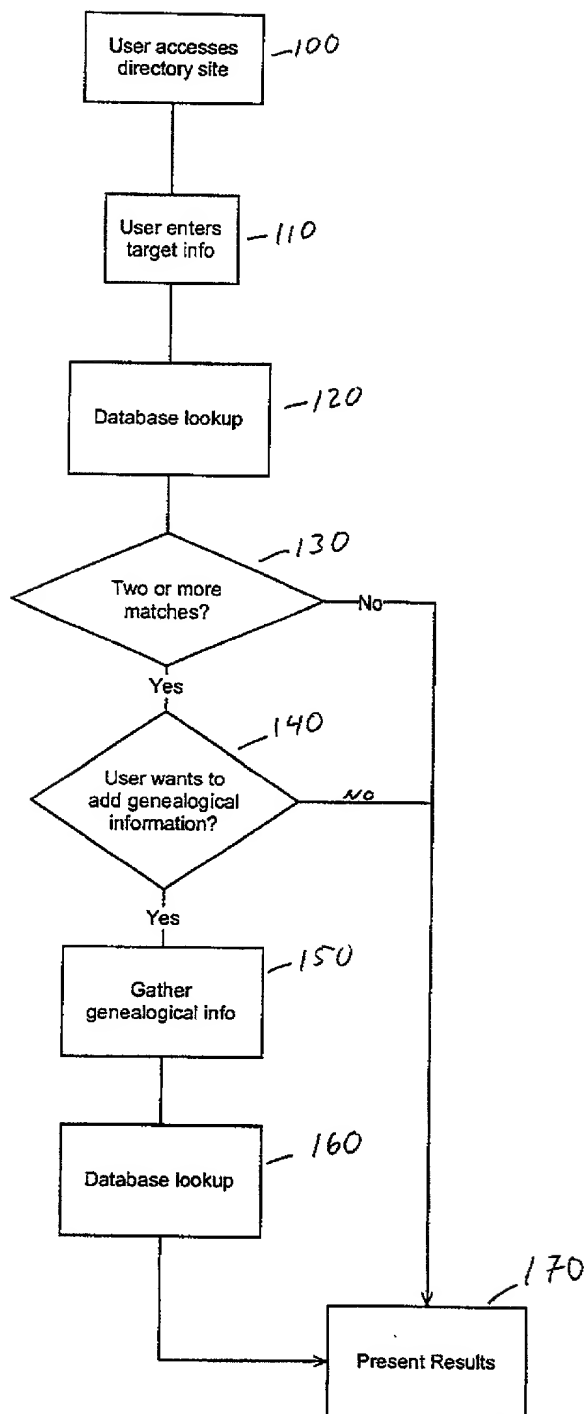 User accesses
directory site
100
User enters
target info
110
Database lookup
120
130
Two or more
matches?
No
Yes
140
User wants to
add genealogical
information?
NO
Yes
150
Gather
genealogical info
160
Database lookup
170
Present Results